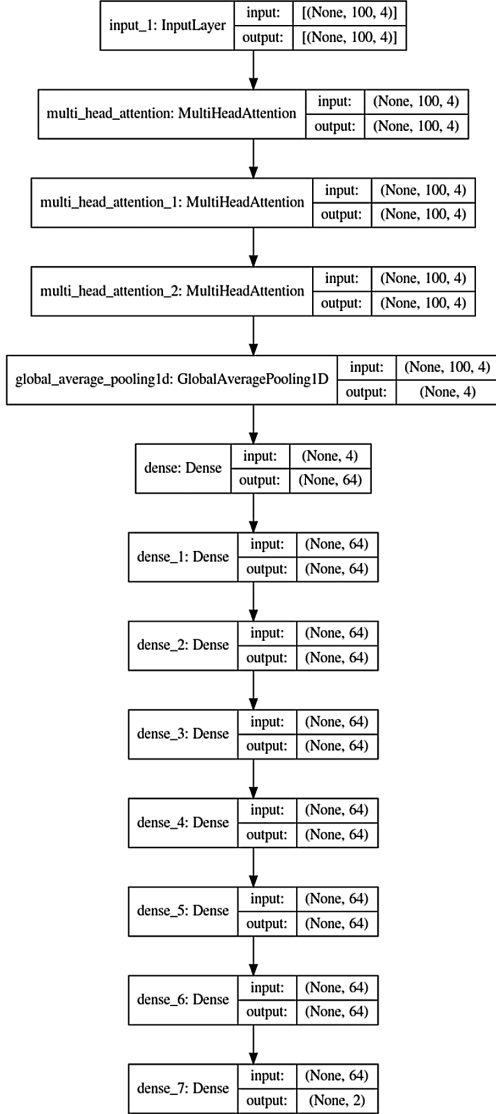 input_1: InputLayer
input: [(None, 100, 4)]
output: [(None, 100, 4)]
multi_head_attention: MultiHeadAttention
input: (None, 100, 4)
output: (None, 100, 4)
multi_head_attention_1: MultiHeadAttention
input: (None, 100, 4)
output: (None, 100, 4)
multi_head_attention_2: MultiHeadAttention
input: (None, 100, 4)
output: (None, 100, 4)
global_average_pooling1d: GlobalAveragePooling1D
input: (None, 100, 4)
output: (None, 4)
dense: Dense
input: (None, 4)
output: (None, 64)
dense_1: Dense
input: (None, 64)
output: (None, 64)
dense_2: Dense
input: (None, 64)
output: (None, 64)
dense_3: Dense
input: (None, 64)
output: (None, 64)
dense_4: Dense
input: (None, 64)
output: (None, 64)
dense_5: Dense
input: (None, 64)
output: (None, 64)
dense_6: Dense
input: (None, 64)
output: (None, 64)
dense_7: Dense
input: (None, 64)
output: (None, 2)